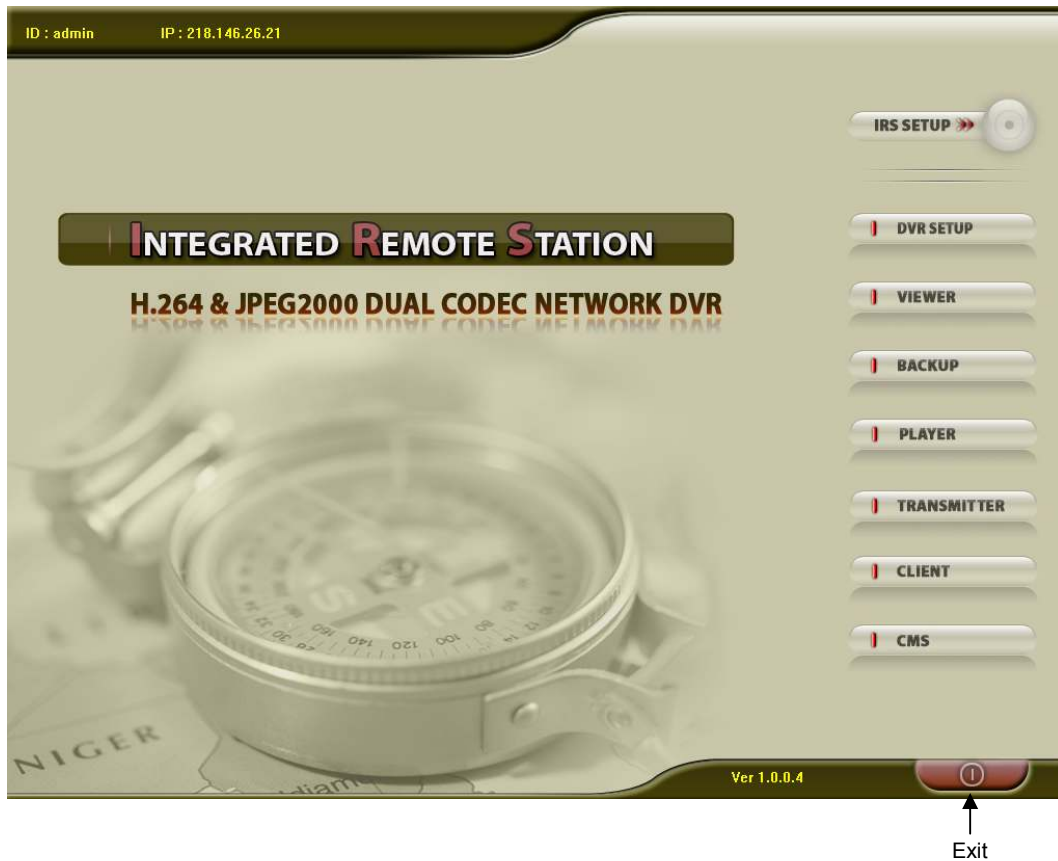 ID : admin IP : 218.146.26.21
IRS SETUP
INTEGRATED REMOTE STATION
H.264 & JPEG2000 DUAL CODEC NETWORK DVR
DVR SETUP
VIEWER
BACKUP
PLAYER
TRANSMITTER
CLIENT
CMS
NIGER
Ver 1.0.0.4
Exit